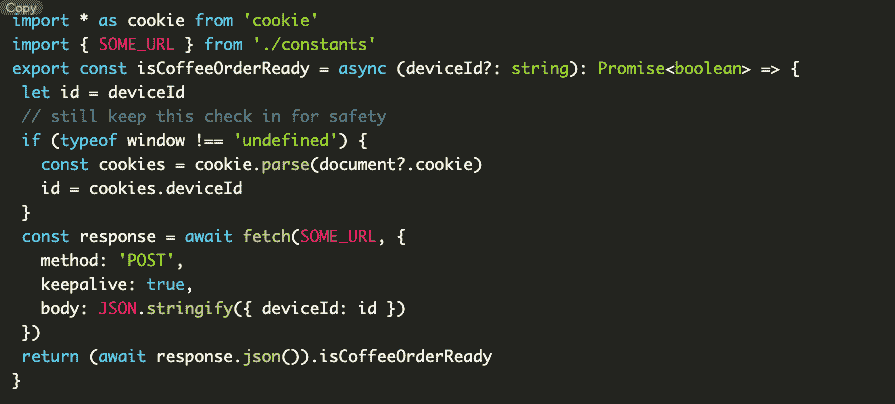 Copy
import * as cookie from 'cookie'
import { SOME_URL } from './constants'
export const isCoffeeOrderReady = async (deviceId?: string): Promise<boolean> => {
let id = deviceId
// still keep this check in for safety
if (typeof window !== 'undefined') {
const cookies = cookie.parse(document?.cookie)
id = cookies.deviceId
}
const response = await fetch(SOME_URL, {
method: 'POST',
keepalive: true,
body: JSON.stringify({ deviceId: id })
})
return (await response.json()).isCoffeeOrderReady
}